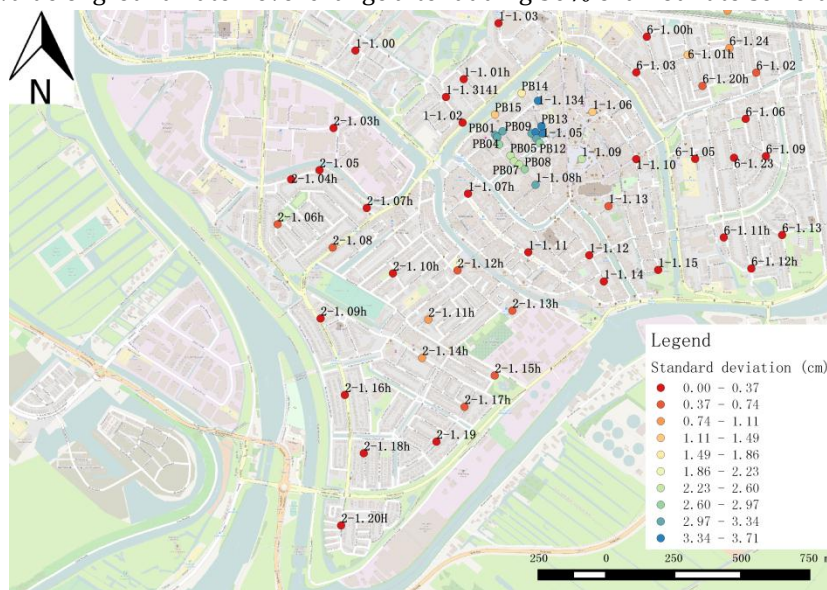 1-1.03
6-1.00h
6-1.24
1-1.00
6-1.01h
6-1.03
6-1.02
1-1.01h
6-1.20h
1-1.3141
PB14
1-1.134
PB15
1-1.06
6-1.06
1-1.02
2-1.03h
PB01
PB09
PB13
1-1.05
PB04
PB05
PB12
2-1.05
PB08
1-1.09
1-1.10
6-1.05
6-1.23
6-1.09
2-1.04h
PB07
1-1.08h
1-1.07h
2-1.07h
1-1.13
2-1.06h
6-1.11h
6-1.13
2-1.08
1-1.11
1-1.12
2-1.10h
2-1.12h
1-1.15
6-1.12h
1-1.14
2-1.13h
2-1.09h
2-1.11h
2-1.14h
2-1.15h
2-1.16h
2-1.17h
2-1.19
2-1.18h
2-1.20H
N
Legend
Standard deviation (cm)
0.00 - 0.37
0.37 - 0.74
0.74 - 1.11
1.11 - 1.49
1.49 - 1.86
1.86 - 2.23
2.23 - 2.60
2.60 - 2.97
2.97 - 3.34
3.34 - 3.71
250 0 250 500 750 m